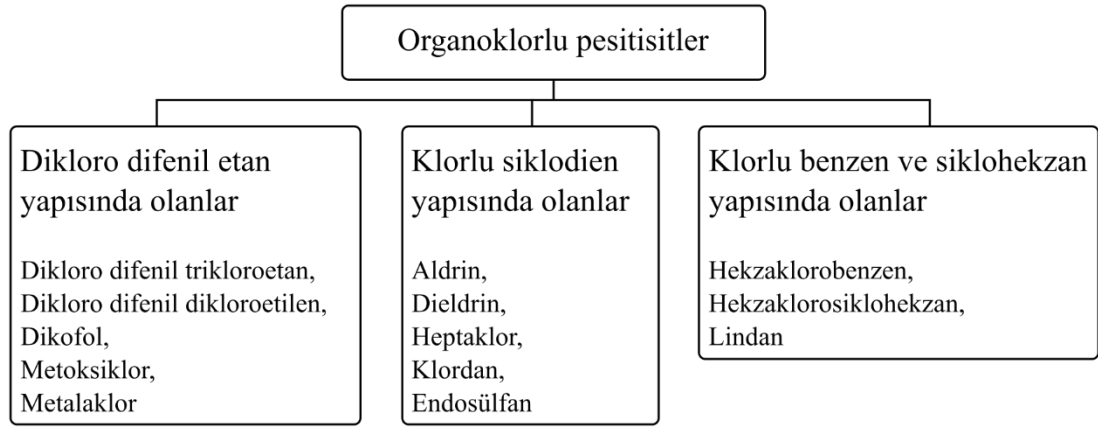 Organoklorlu pesitisitler
Dikloro difenil etan
yapısında olanlar
Dikloro difenil trikloroetan,
Dikloro difenil dikloroetilen,
Dikofol,
Metoksiklor,
Metalaklor
Klorlu siklodien
yapısında olanlar
Aldrin,
Dieldrin,
Heptaklor,
Klordan,
Endosülfan
Klorlu benzen ve siklohekzan
yapısında olanlar
Hekzaklorobenzen,
Hekzaklorosiklohekzan,
Lindan